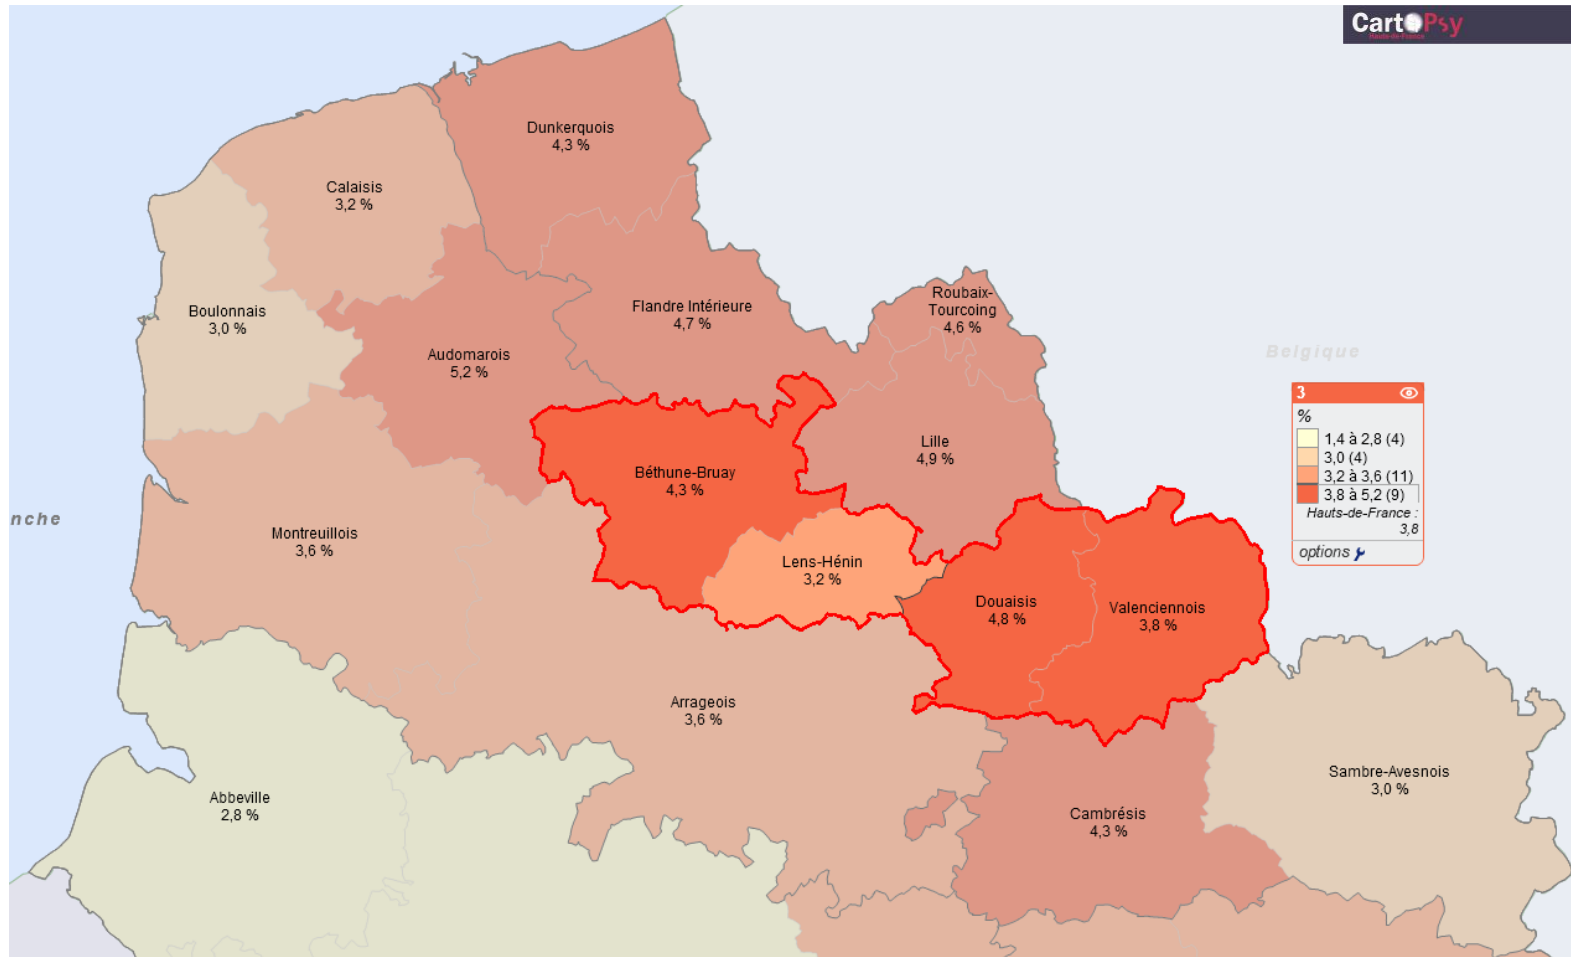 CartoPsy
Hauts-de-France
Dunkerquois
4,3 %
Calaisis
3,2 %
Boulonnais
3,0 %
Flandre Intérieure
4,7 %
Roubaix-
Tourcoing
4,6 %
Audomarois
5,2 %
Belgique
Lille
4,9 %
Béthune-Bruay
4,3 %
nche
Montreuillois
3,6 %
Lens-Hénin
3,2 %
Douaisis
4,8 %
Valenciennois
3,8 %
Arrageois
3,6 %
Abbeville
2,8 %
Cambrésis
4,3 %
Sambre-Avesnois
3,0 %
3
%
1,4 à 2,8 (4)
3,0 (4)
3,2 à 3,6 (11)
3,8 à 5,2 (9)
Hauts-de-France :
3,8
options